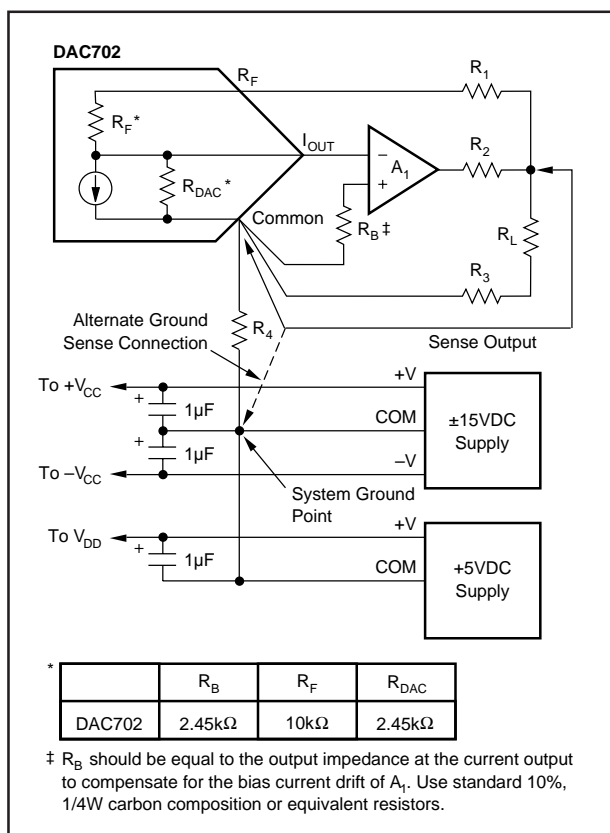 DAC702
R_F
R_1
R_F*
I_OUT
R_DAC*
−
A_1
+
R_2
Common
R_B‡
R_L
R_3
R_4
Alternate Ground
Sense Connection
Sense Output
To +V_CC
+
1µF
+V
COM
±15VDC
Supply
+
1µF
To −V_CC
−V
System Ground
Point
To V_DD
+
1µF
+V
COM
+5VDC
Supply
*
R_B R_F R_DAC
DAC702 2.45kΩ 10kΩ 2.45kΩ
‡ R_B should be equal to the output impedance at the current output
to compensate for the bias current drift of A_1. Use standard 10%,
1/4W carbon composition or equivalent resistors.